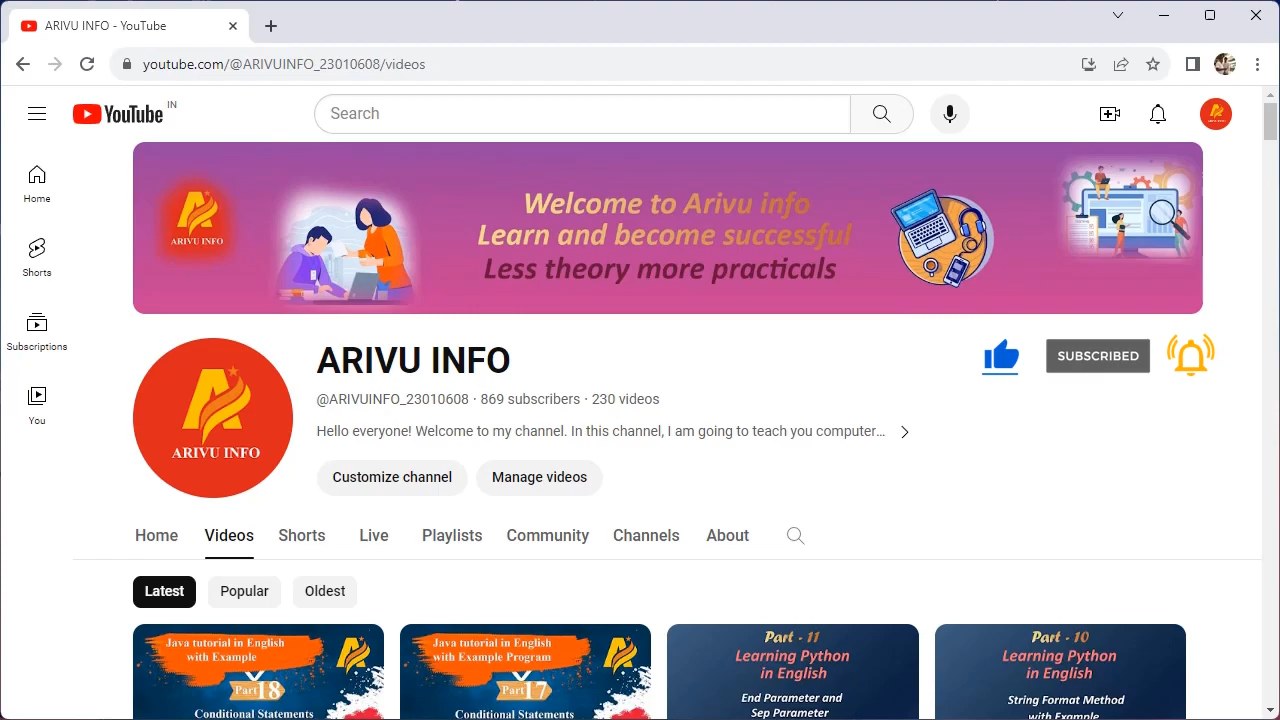 ARIVU INFO - YouTube
youtube.com/@ARIVUINFO_23010608/videos
YouTube IN
Search
Home
Shorts
Subscriptions
You
ARIVU INFO
Welcome to Arivu info
Learn and become successful
Less theory more practicals
ARIVU INFO
ARIVU INFO
SUBSCRIBED
@ARIVUINFO_23010608 · 869 subscribers · 230 videos
Hello everyone! Welcome to my channel. In this channel, I am going to teach you computer...
Customize channel
Manage videos
Home Videos Shorts Live Playlists Community Channels About
Latest Popular Oldest
Java tutorial in English
with Example
Part 18
Conditional Statements
Java tutorial in English
with Example Program
Part 17
Conditional Statements
Part - 11
Learning Python
in English
End Parameter and
Sep Parameter
Part - 10
Learning Python
in English
String Format Method
with Example